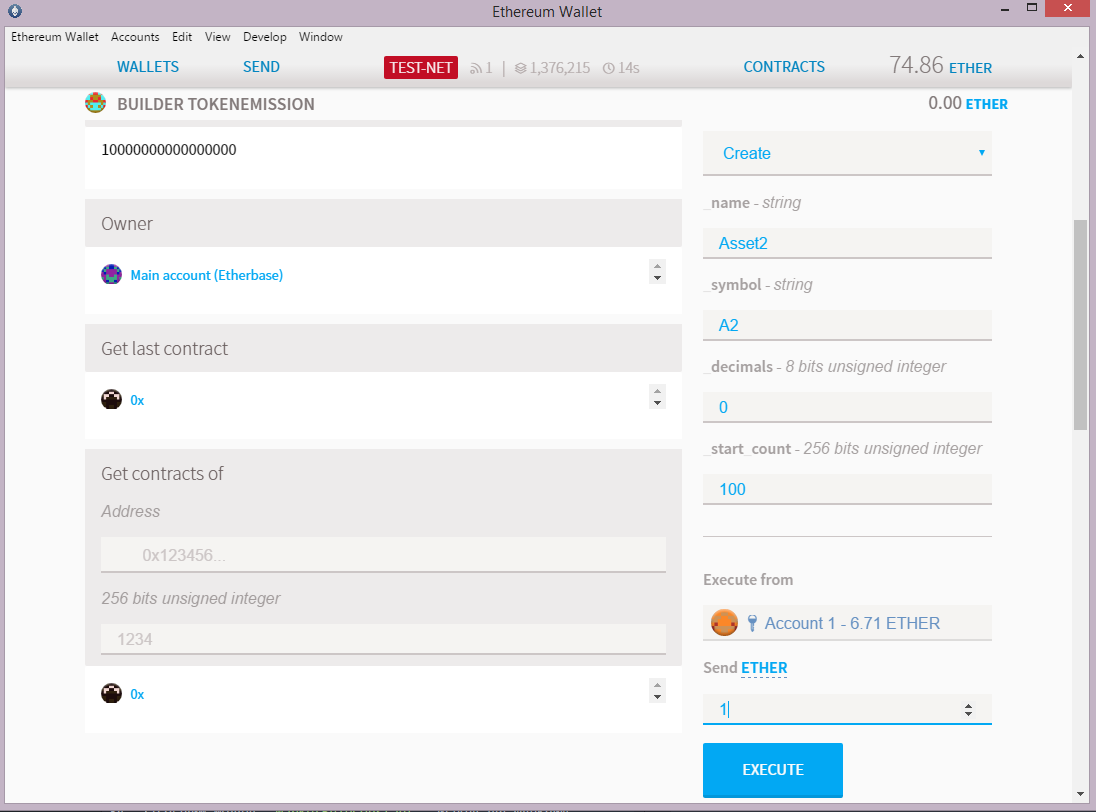 Ethereum Wallet
Ethereum Wallet Accounts Edit View Develop Window
WALLETS SEND TEST-NET 1 | 1,376,215 14s CONTRACTS 74.86 ETHER
BUILDER TOKENEMISSION 0.00 ETHER
10000000000000000
Owner
Main account (Etherbase)
Get last contract
0x
Get contracts of
Address
0x123456...
256 bits unsigned integer
1234
0x
Create
_name - string
Asset2
_symbol - string
A2
_decimals - 8 bits unsigned integer
0
_start_count - 256 bits unsigned integer
100
Execute from
Account 1 - 6.71 ETHER
Send ETHER
1
EXECUTE